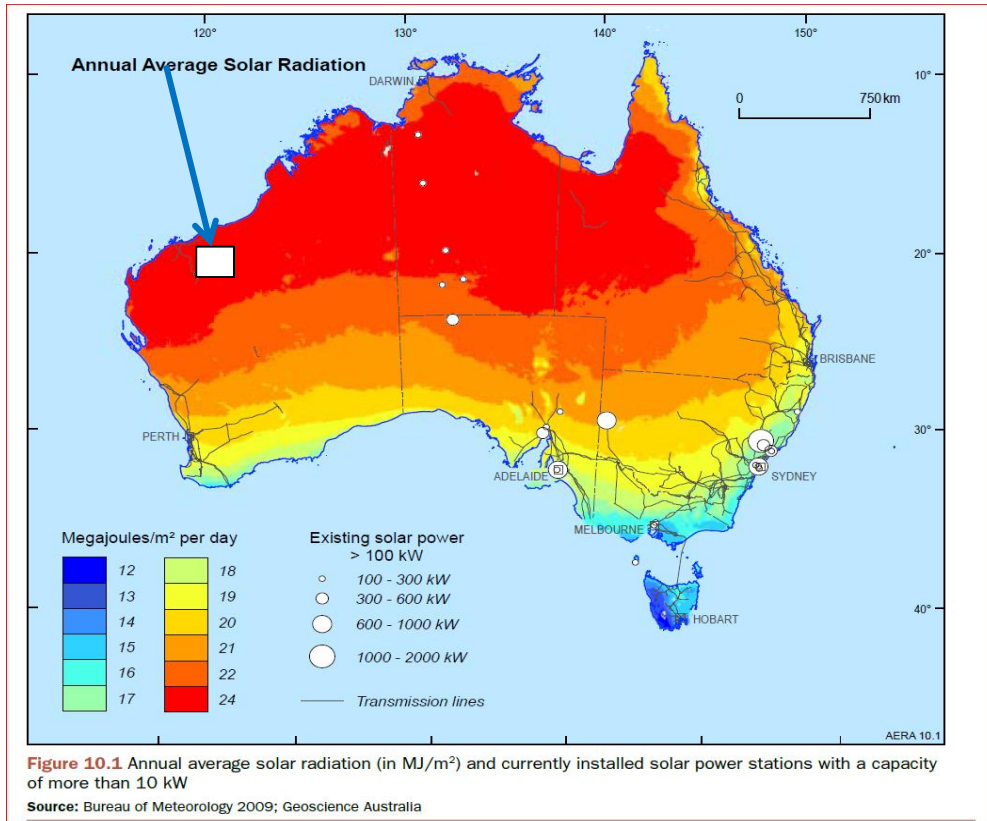 120° 130° 140° 150°
Annual Average Solar Radiation
10° 10°
DARWIN
0 750 km
20° 20°
BRISBANE
30° 30°
PERTH
ADELAIDE
SYDNEY
MELBOURNE
Megajoules/m² per day
12 18
13 19
14 20
15 21
16 22
17 24
Existing solar power
> 100 kW
100 - 300 kW
300 - 600 kW
600 - 1000 kW
1000 - 2000 kW
Transmission lines
40° 40°
HOBART
AERA 10.1
Figure 10.1 Annual average solar radiation (in MJ/m²) and currently installed solar power stations with a capacity
of more than 10 kW
Source: Bureau of Meteorology 2009; Geoscience Australia